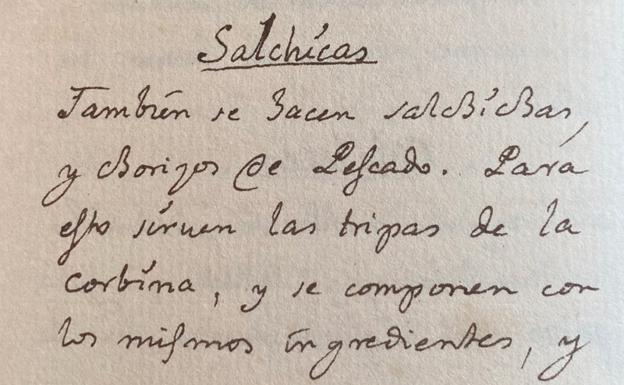 Salchicas
También se hacen salchichas,
y chorizos de Pescado. Para
esto sirven las tripas de la
corbina, y se componen con
los mismos ingredientes, y